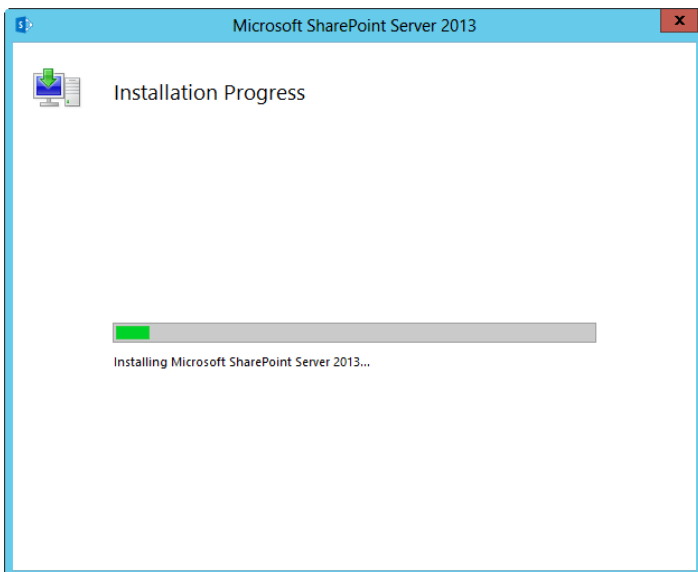 Microsoft SharePoint Server 2013
Installation Progress
Installing Microsoft SharePoint Server 2013...